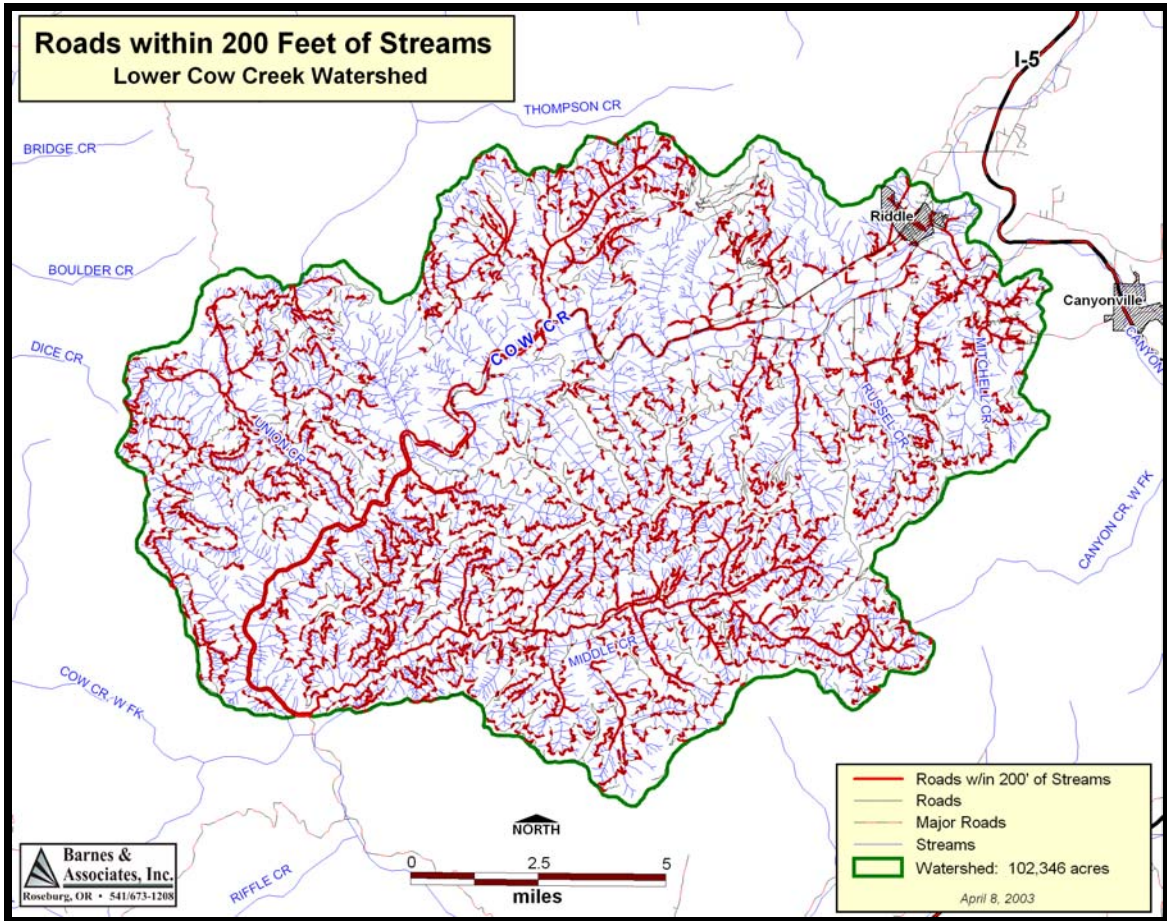 Roads within 200 Feet of Streams
Lower Cow Creek Watershed
I-5
THOMPSON CR
BRIDGE CR
Riddle
BOULDER CR
Canyonville
COW CR
CANYON
DICE CR
MITCHELL CR
RUSSEL CR
UNION CR
CANYON CR, W FK
MIDDLE CR
COW CR, W FK
Roads w/in 200' of Streams
Roads
Major Roads
Streams
Watershed: 102,346 acres
April 8, 2003
NORTH
0 2.5 5
miles
Barnes &
Associates, Inc.
Roseburg, OR • 541/673-1208
RIFFLE CR